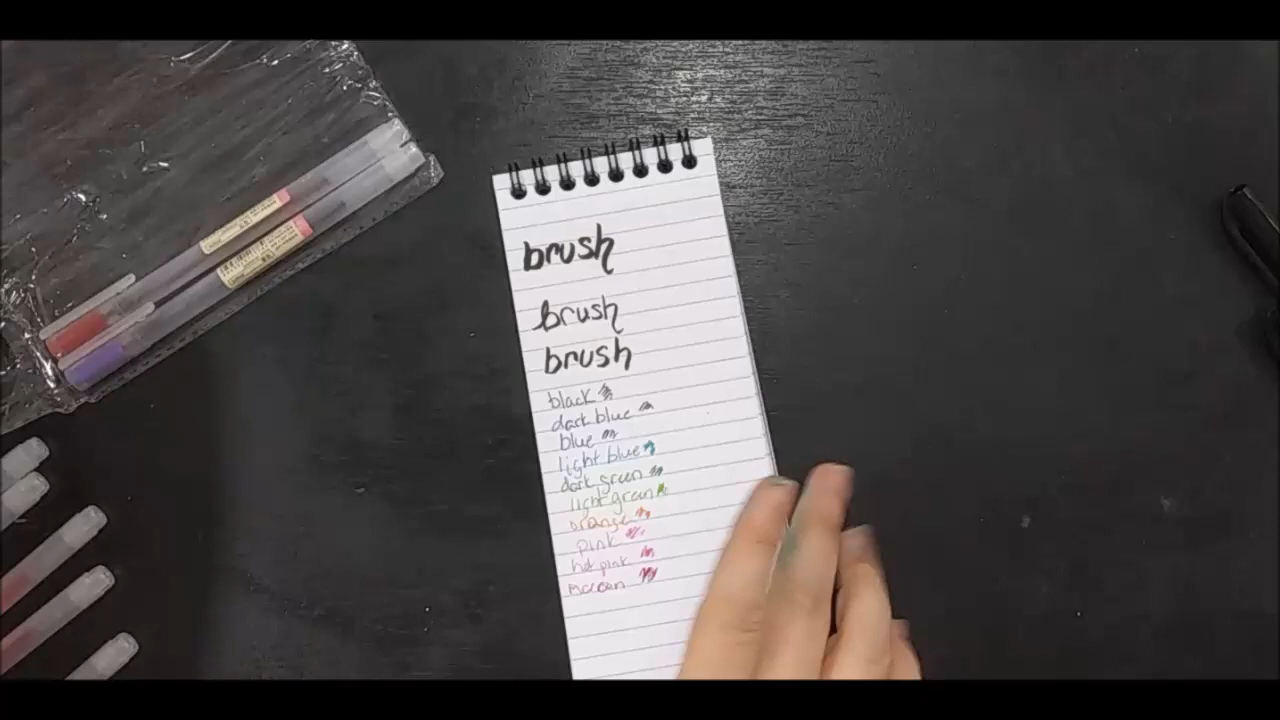 brush
brush
brush
black
dark blue
blue
light blue
dark green
light green
orange
pink
hot pink
maroon